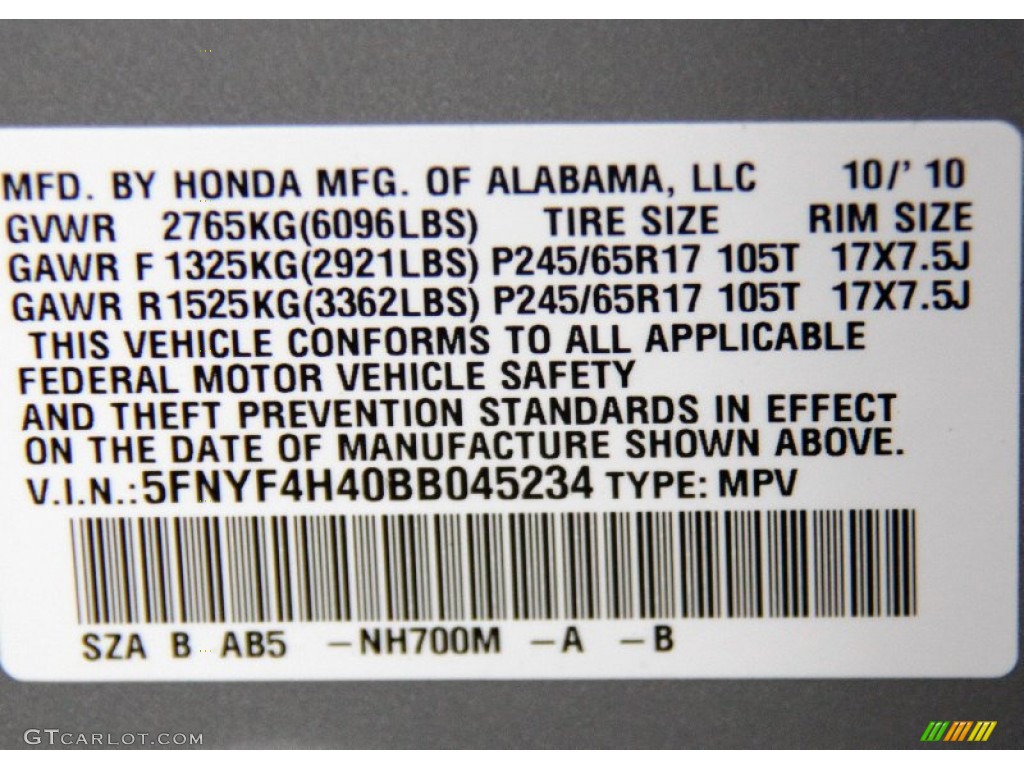 MFD. BY HONDA MFG. OF ALABAMA, LLC 10/' 10
GVWR 2765KG(6096LBS) TIRE SIZE RIM SIZE
GAWR F 1325KG(2921LBS) P245/65R17 105T 17X7.5J
GAWR R1525KG(3362LBS) P245/65R17 105T 17X7.5J
THIS VEHICLE CONFORMS TO ALL APPLICABLE
FEDERAL MOTOR VEHICLE SAFETY
AND THEFT PREVENTION STANDARDS IN EFFECT
ON THE DATE OF MANUFACTURE SHOWN ABOVE.
V.I.N.:5FNYF4H40BB045234 TYPE: MPV
SZA B AB5 -NH700M -A -B
GTCARLOT.COM